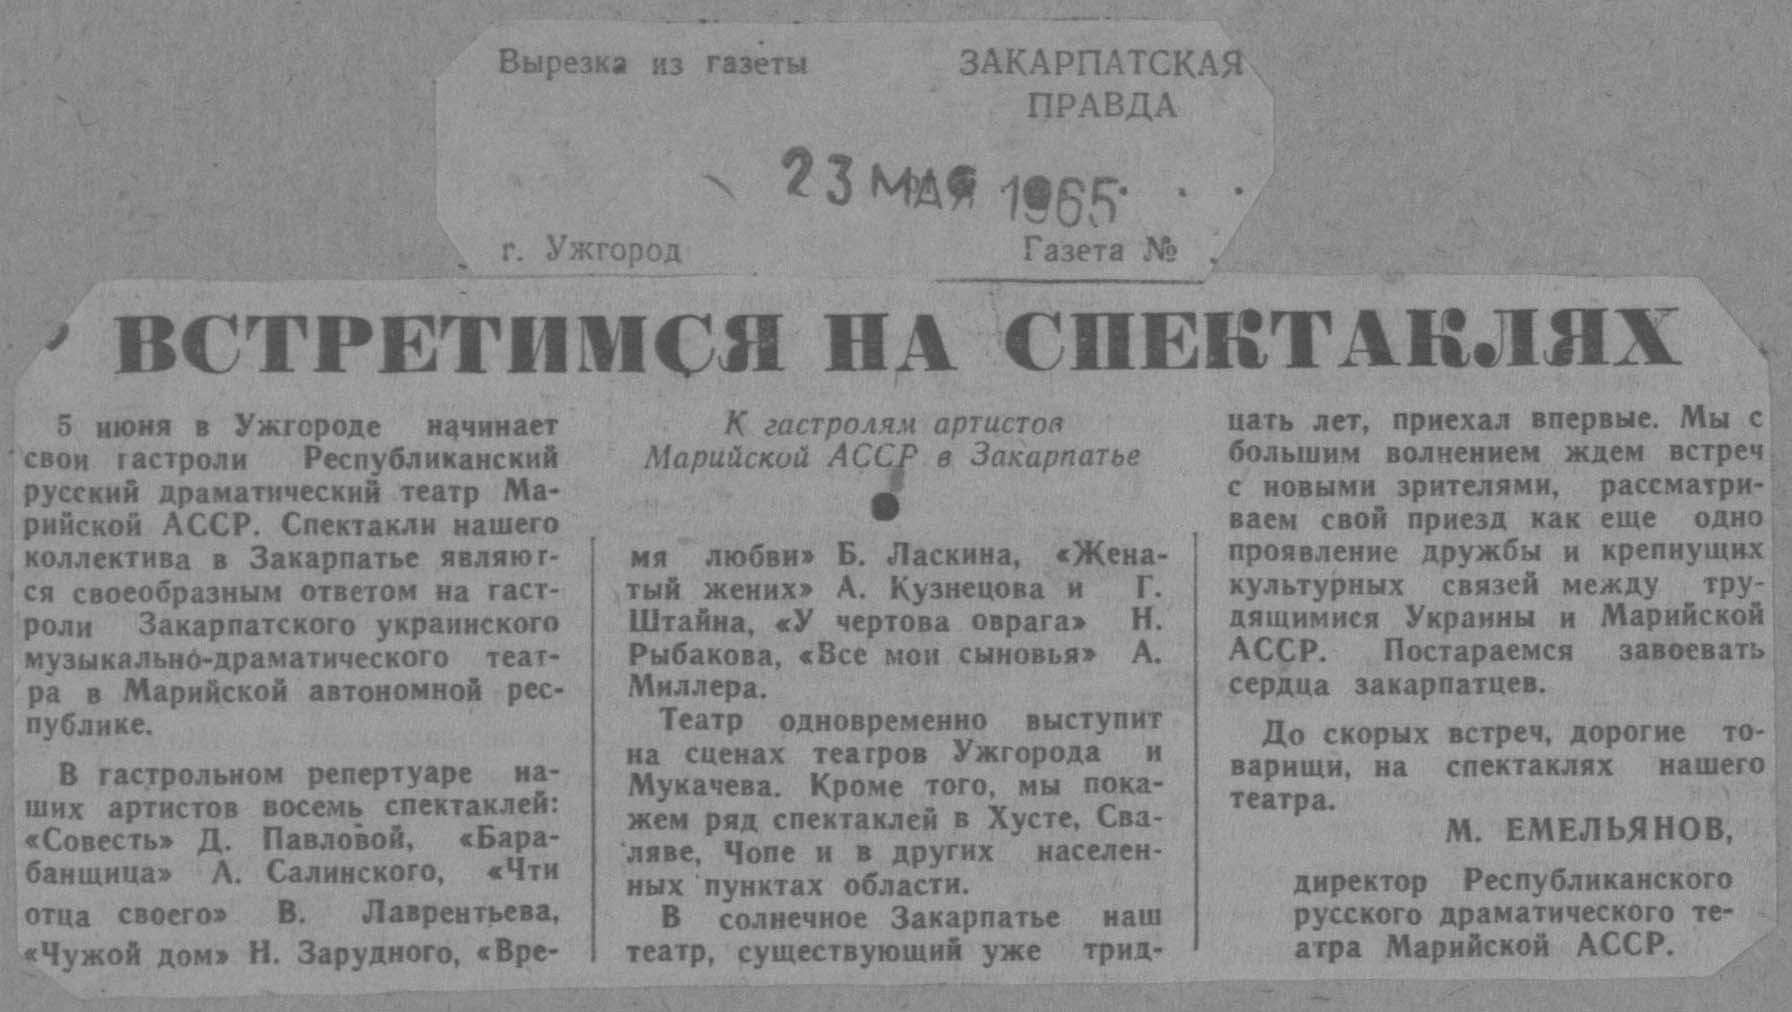 Вырезка из газеты
ЗАКАРПАТСКАЯ
ПРАВДА
23 МАЯ 1965
г. Ужгород
Газета №
ВСТРЕТИМСЯ НА СПЕКТАКЛЯХ
5 июня в Ужгороде начинает
свои гастроли Республиканский
русский драматический театр Ма-
рийской АССР. Спектакли нашего
коллектива в Закарпатье являют-
ся своеобразным ответом на гаст-
роли Закарпатского украинского
музыкально-драматического теат-
ра в Марийской автономной рес-
публике.
В гастрольном репертуаре на-
ших артистов восемь спектаклей:
«Совесть» Д. Павловой, «Бара-
банщица» А. Салинского, «Чти
отца своего» В. Лаврентьева,
«Чужой дом» Н. Зарудного, «Вре-
К гастролям артистов
Марийской АССР в Закарпатье
мя любви» Б. Ласкина, «Жена-
тый жених» А. Кузнецова и Г.
Штайна, «У чертова оврага» Н.
Рыбакова, «Все мои сыновья» А.
Миллера.
Театр одновременно выступит
на сценах театров Ужгорода и
Мукачева. Кроме того, мы пока-
жем ряд спектаклей в Хусте, Сва-
ляве, Чопе и в других населен-
ных пунктах области.
В солнечное Закарпатье наш
театр, существующий уже трид-
цать лет, приехал впервые. Мы с
большим волнением ждем встреч
с новыми зрителями, рассматри-
ваем свой приезд как еще одно
проявление дружбы и крепнущих
культурных связей между тру-
дящимися Украины и Марийской
АССР. Постараемся завоевать
сердца закарпатцев.
До скорых встреч, дорогие то-
варищи, на спектаклях нашего
театра.
М. ЕМЕЛЬЯНОВ,
директор Республиканского
русского драматического те-
атра Марийской АССР.